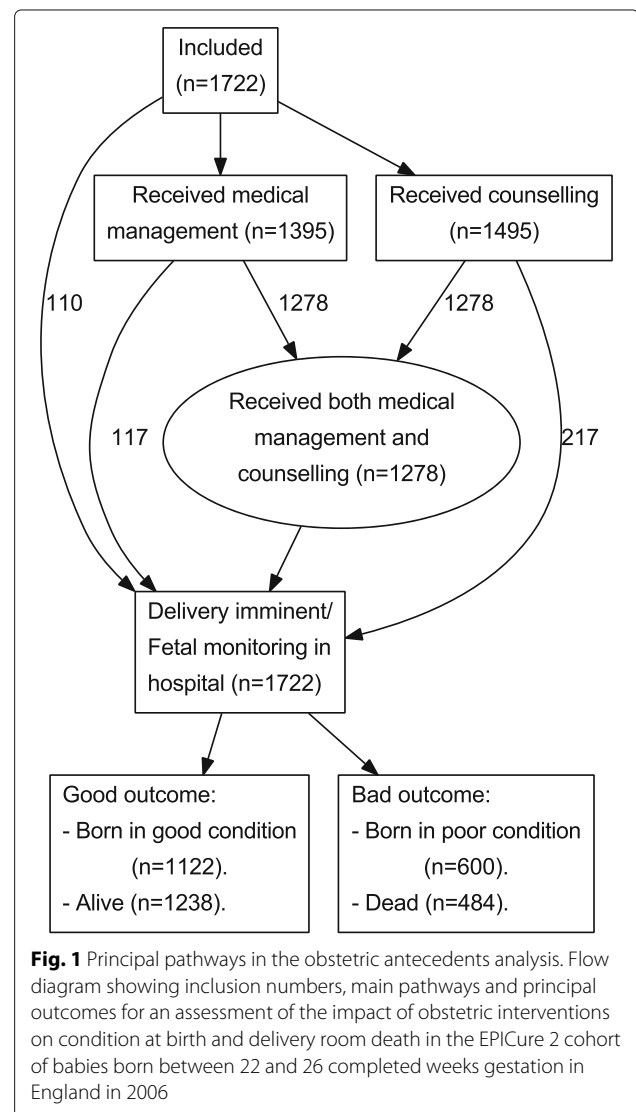 Included
(n=1722)
Received medical
management (n=1395)
Received counselling
(n=1495)
110
1278
1278
Received both medical
management and
counselling (n=1278)
117
217
Delivery imminent/
Fetal monitoring in
hospital (n=1722)
Good outcome:
- Born in good condition
(n=1122).
- Alive (n=1238).
Bad outcome:
- Born in poor condition
(n=600).
- Dead (n=484).
Fig. 1 Principal pathways in the obstetric antecedents analysis. Flow
diagram showing inclusion numbers, main pathways and principal
outcomes for an assessment of the impact of obstetric interventions
on condition at birth and delivery room death in the EPICure 2 cohort
of babies born between 22 and 26 completed weeks gestation in
England in 2006